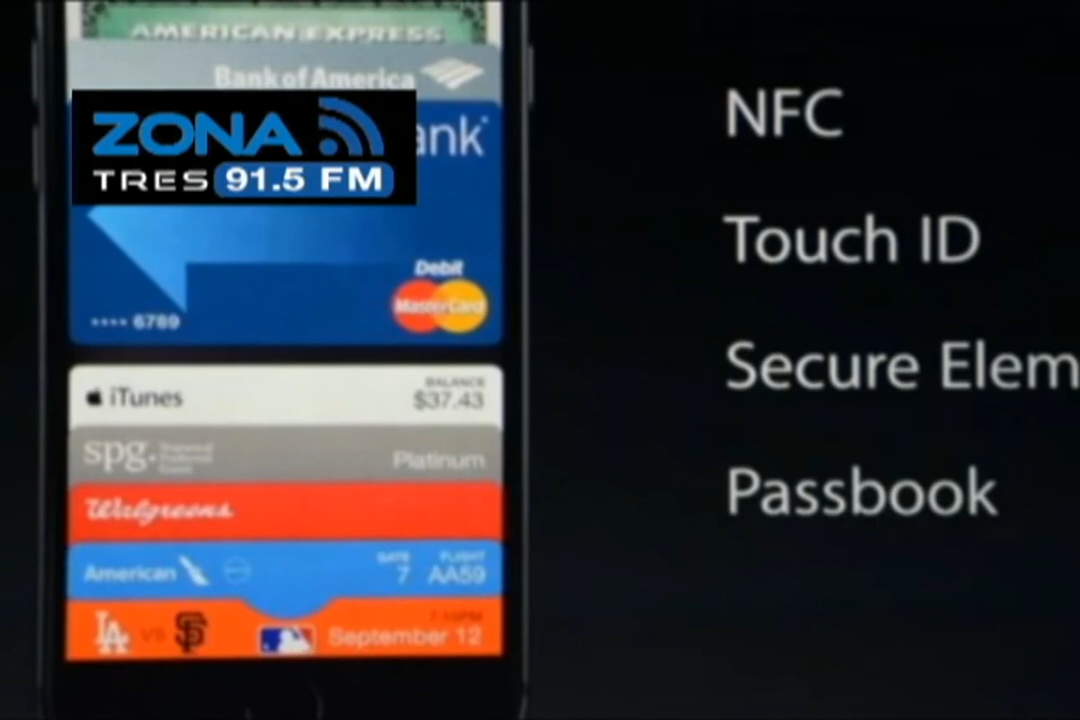 AMERICAN EXPRESS
Bank of America
ank
ZONA
TRES 91.5 FM
Debit
MasterCard
•••• 6789
iTunes
BALANCE
$37.43
spg.
Platinum
Walgreens
American
GATE
7
FLIGHT
AA59
LA VS SF
September 12
NFC
Touch ID
Secure Elem
Passbook